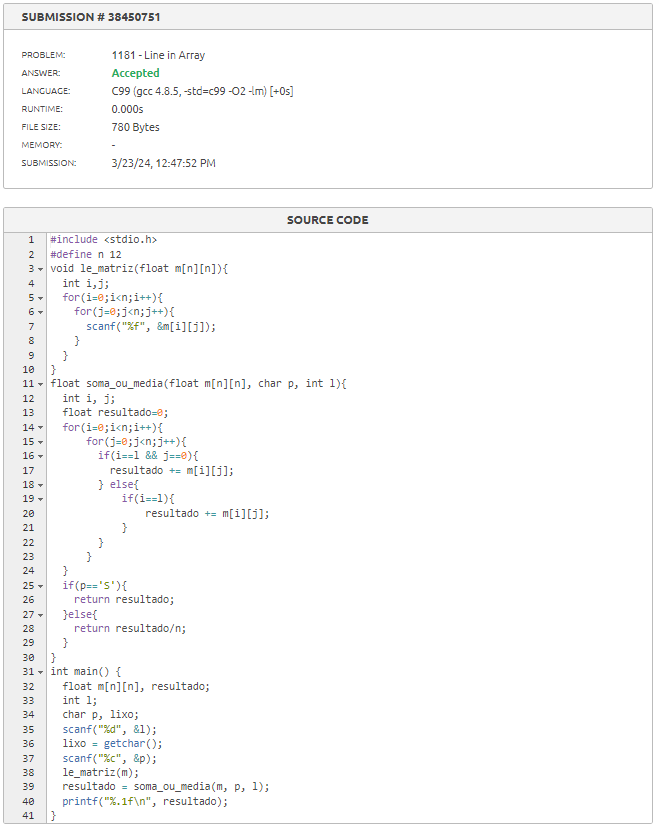 SUBMISSION # 38450751
PROBLEM: 1181 - Line in Array
ANSWER: Accepted
LANGUAGE: C99 (gcc 4.8.5, -std=c99 -O2 -lm) [+0s]
RUNTIME: 0.000s
FILE SIZE: 780 Bytes
MEMORY: -
SUBMISSION: 3/23/24, 12:47:52 PM
SOURCE CODE
1 #include <stdio.h>
2 #define n 12
3 void le_matriz(float m[n][n]){
4   int i,j;
5   for(i=0;i<n;i++){
6     for(j=0;j<n;j++){
7       scanf("%f", &m[i][j]);
8     }
9   }
10 }
11 float soma_ou_media(float m[n][n], char p, int l){
12   int i, j;
13   float resultado=0;
14   for(i=0;i<n;i++){
15       for(j=0;j<n;j++){
16         if(i==l && j==0){
17           resultado += m[i][j];
18         } else{
19             if(i==l){
20                 resultado += m[i][j];
21             }
22         }
23       }
24   }
25   if(p=='S'){
26     return resultado;
27   }else{
28     return resultado/n;
29   }
30 }
31 int main() {
32   float m[n][n], resultado;
33   int l;
34   char p, lixo;
35   scanf("%d", &l);
36   lixo = getchar();
37   scanf("%c", &p);
38   le_matriz(m);
39   resultado = soma_ou_media(m, p, l);
40   printf("%.1f\n", resultado);
41 }